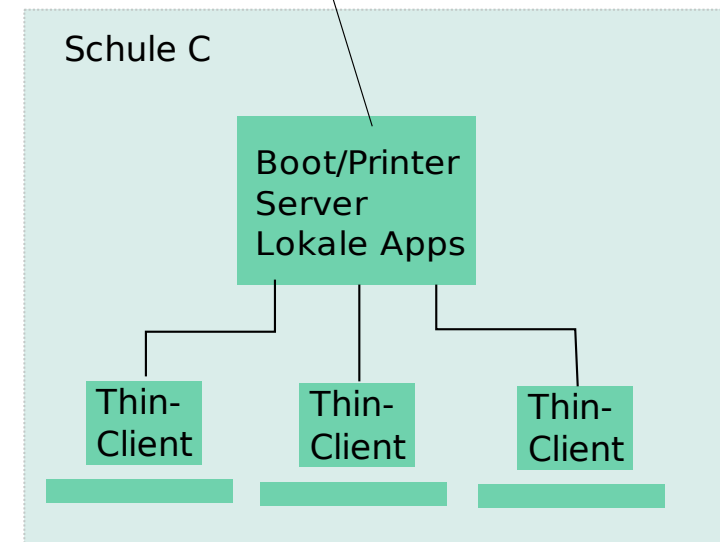 Schule C
Boot/Printer
Server
Lokale Apps
Thin-
Client
Thin-
Client
Thin-
Client